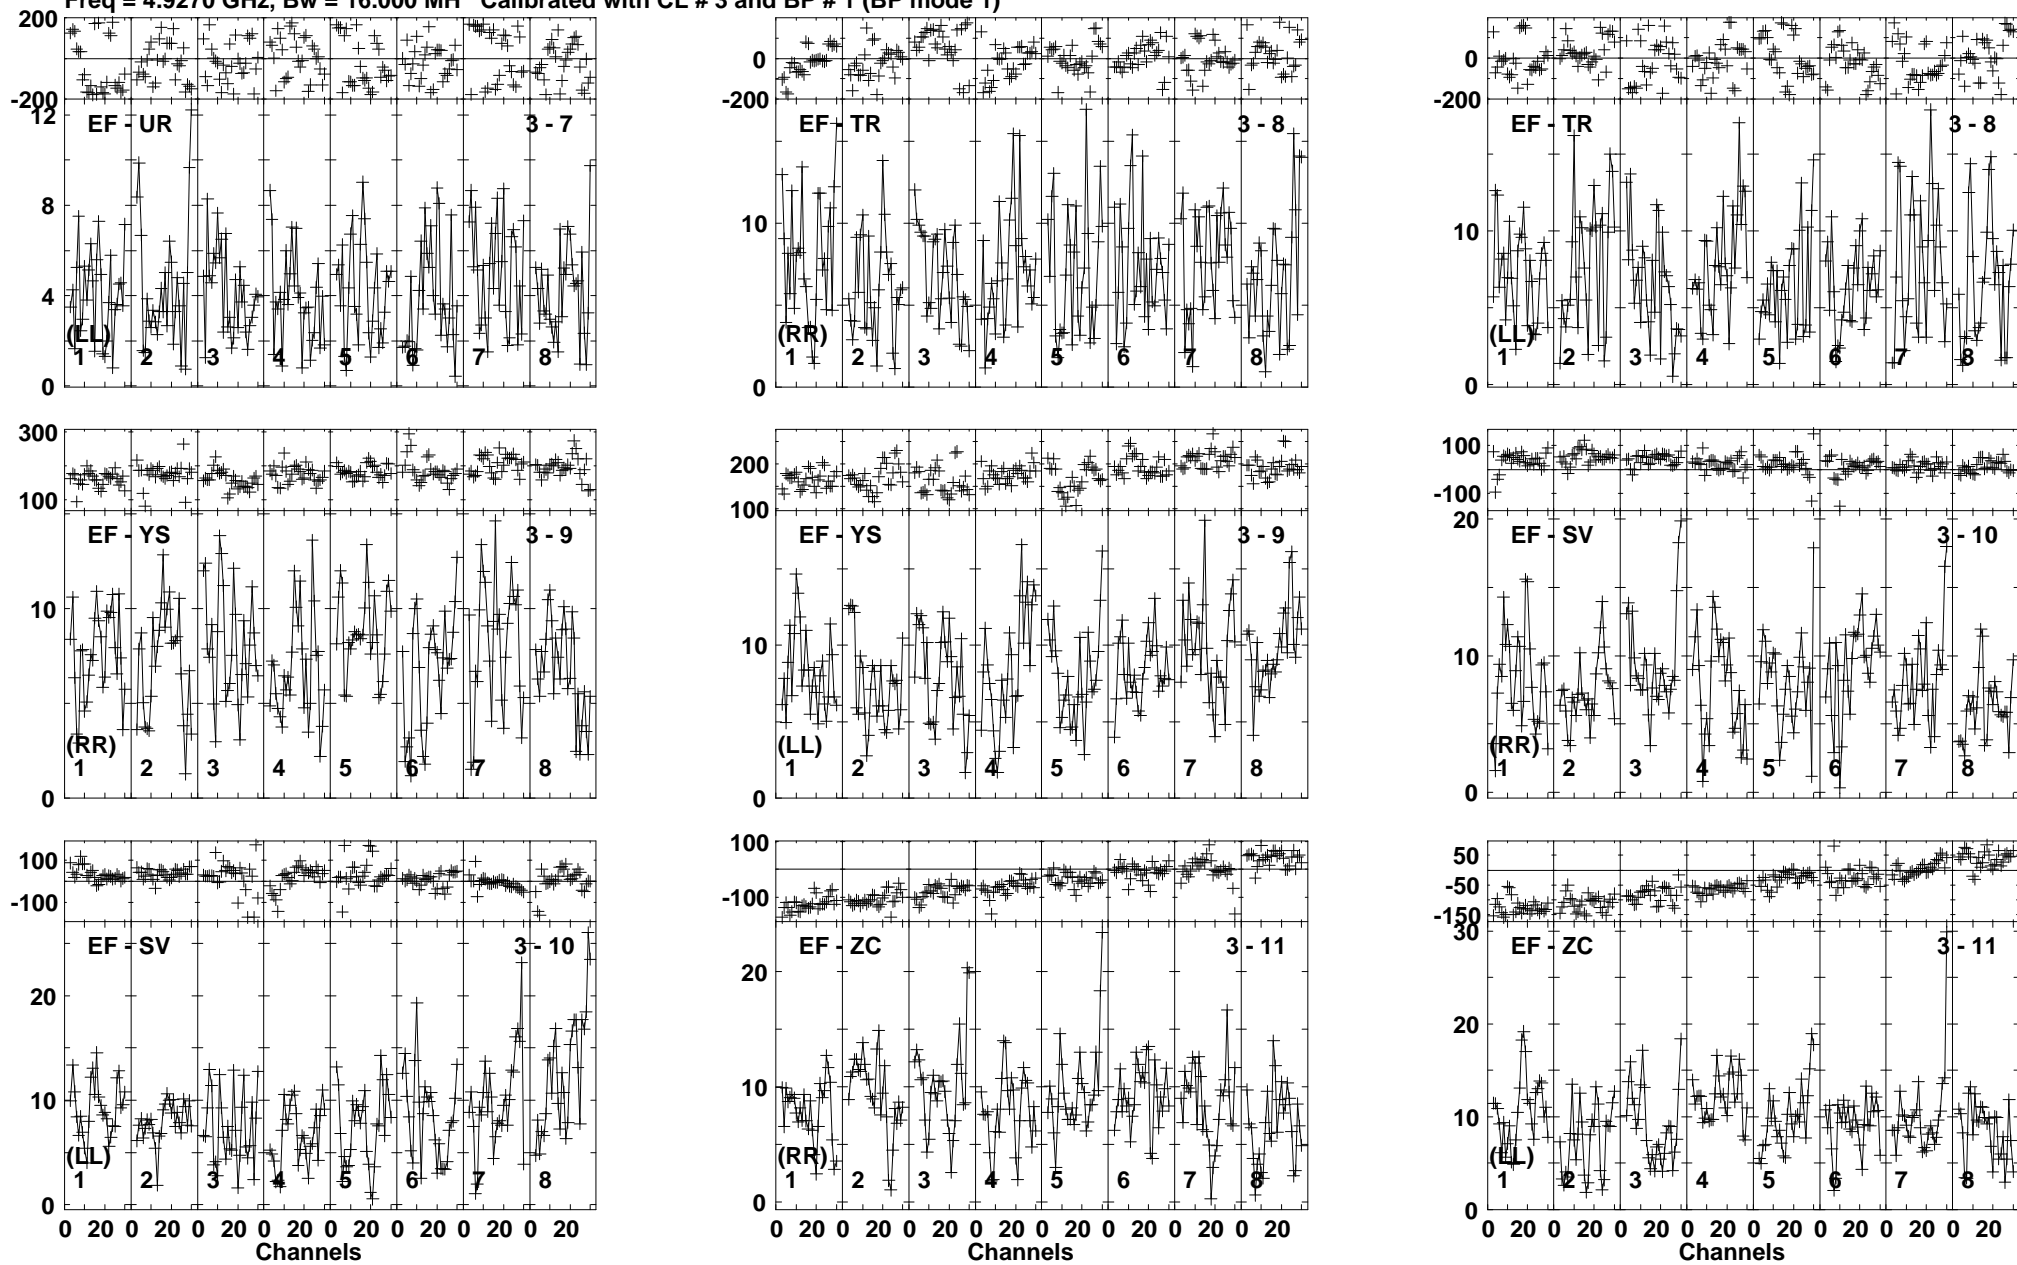 Freq = 4.9270 GHz, Bw = 16.000 MH   Calibrated with CL # 3 and BP # 1 (BP mode 1)
200 0 0
-200 -200 -200
12 EF - UR 3 - 7 EF - TR 3 - 8 EF - TR 3 - 8
8 10 10
4
(LL) (RR) (LL)
1 2 3 4 5 6 7 8 1 2 3 4 5 6 7 8 1 2 3 4 5 6 7 8
0 0 0
300 200 100
100 100 -100
EF - YS 3 - 9 EF - YS 3 - 9 20 EF - SV 3 - 10
10 10 10
(RR) (LL) (RR)
1 2 3 4 5 6 7 8 1 2 3 4 5 6 7 8 1 2 3 4 5 6 7 8
0 0 0
100 100 50
-100 -100 -50
-150
EF - SV 3 - 10 EF - ZC 3 - 11 30 EF - ZC 3 - 11
20 20 20
10 10 10
(LL) (RR) (LL)
1 2 3 4 5 6 7 8 1 2 3 4 5 6 7 8 1 2 3 4 5 6 7 8
0 0 0
0 20 0 20 0 20 0 20 0 20 0 20 0 20 0 20 0 20 0 20 0 20 0 20 0 20 0 20 0 20 0 20 0 20 0 20 0 20 0 20 0 20 0 20 0 20 0 20
Channels Channels Channels